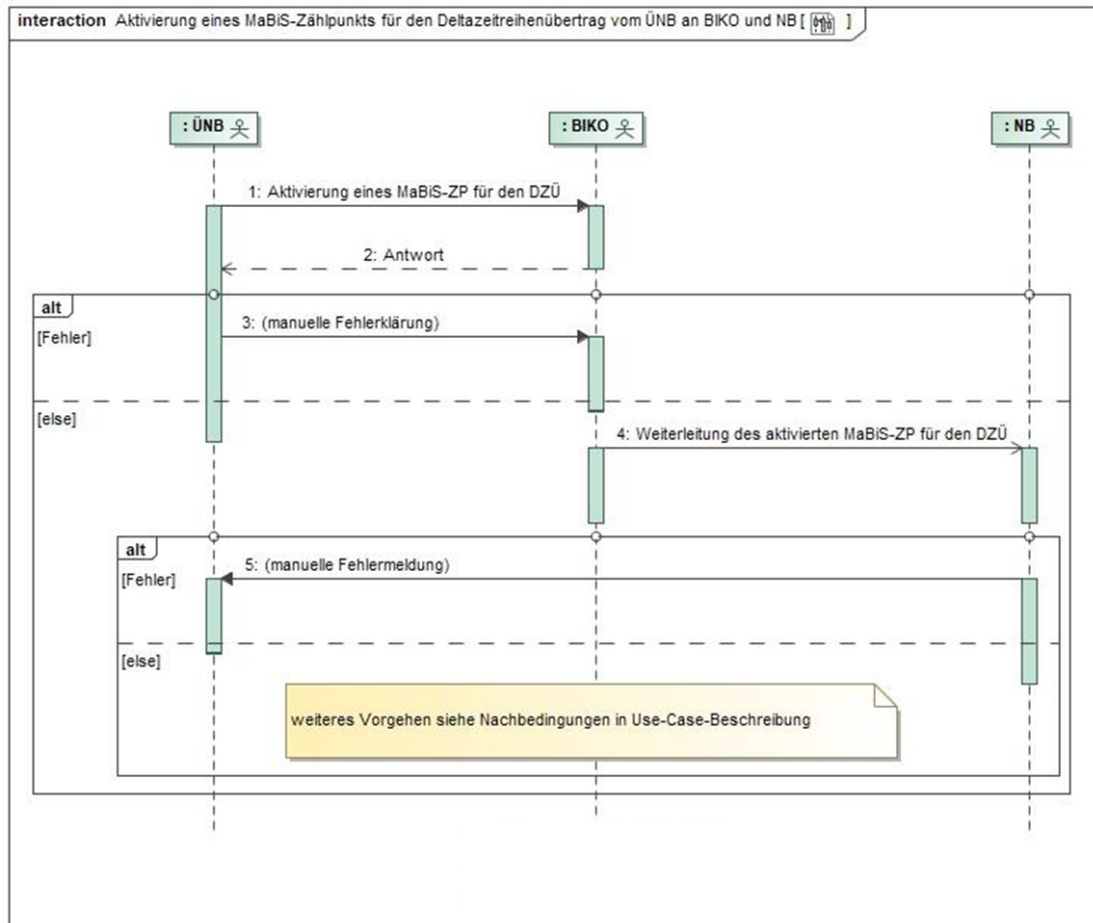 interaction Aktivierung eines MaBiS-Zählpunkts für den Deltazeitreihenübertrag vom ÜNB an BIKO und NB [ ]
: ÜNB
: BIKO
: NB
1: Aktivierung eines MaBiS-ZP für den DZÜ
2: Antwort
alt
3: (manuelle Fehlerklärung)
[Fehler]
[else]
4: Weiterleitung des aktivierten MaBiS-ZP für den DZÜ
alt
5: (manuelle Fehlermeldung)
[Fehler]
[else]
weiteres Vorgehen siehe Nachbedingungen in Use-Case-Beschreibung